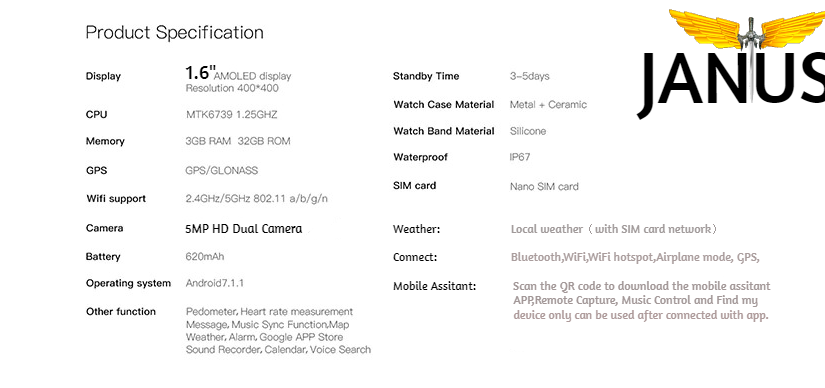 Product Specification
JANUS
Display 1.6" AMOLED display
Resolution 400*400
CPU MTK6739 1.25GHZ
Memory 3GB RAM 32GB ROM
GPS GPS/GLONASS
Wifi support 2.4GHz/5GHz 802.11 a/b/g/n
Camera 5MP HD Dual Camera
Battery 620mAh
Operating system Android7.1.1
Other function Pedometer, Heart rate measurement
Message, Music Sync Function,Map
Weather, Alarm, Google APP Store
Sound Recorder, Calendar, Voice Search
Standby Time 3-5days
Watch Case Material Metal + Ceramic
Watch Band Material Silicone
Waterproof IP67
SIM card Nano SIM card
Weather: Local weather（with SIM card network）
Connect: Bluetooth,WiFi,WiFi hotspot,Airplane mode, GPS,
Mobile Assitant: Scan the QR code to download the mobile assitant
APP,Remote Capture, Music Control and Find my
device only can be used after connected with app.